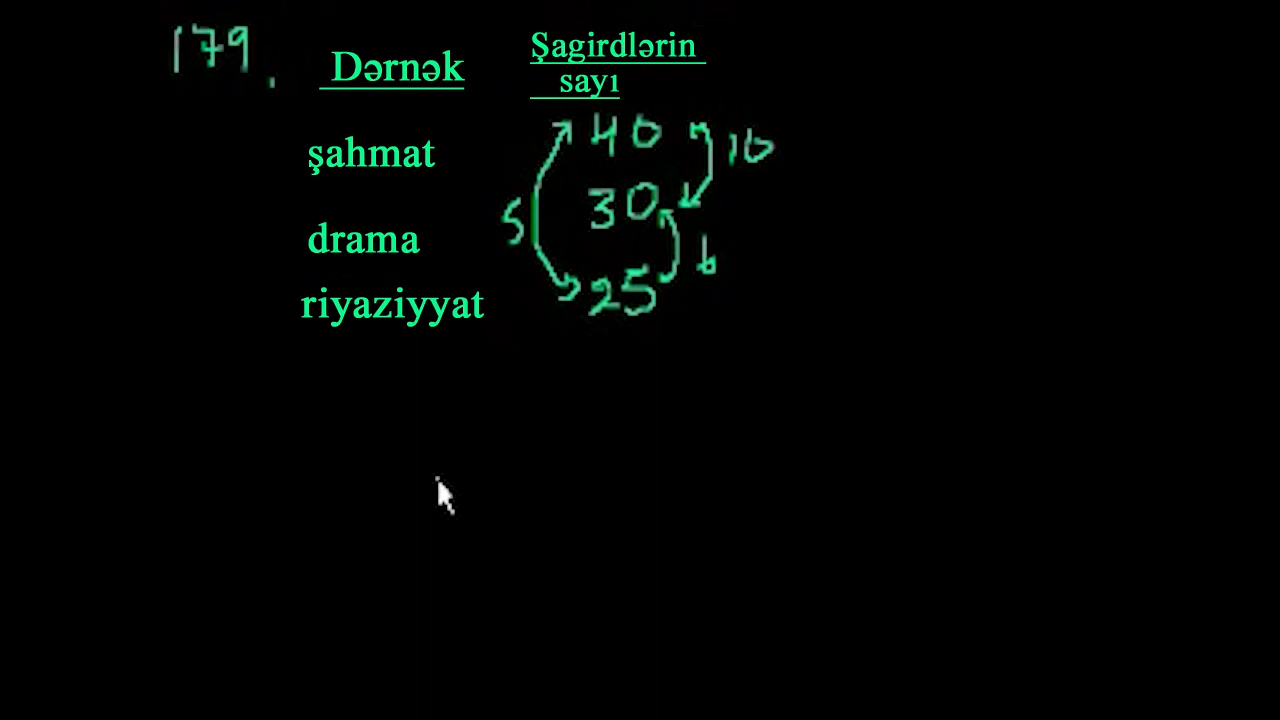 179.
Dərnək
Şagirdlərin
sayı
şahmat
40
10
drama
30
5
6
riyaziyyat
25